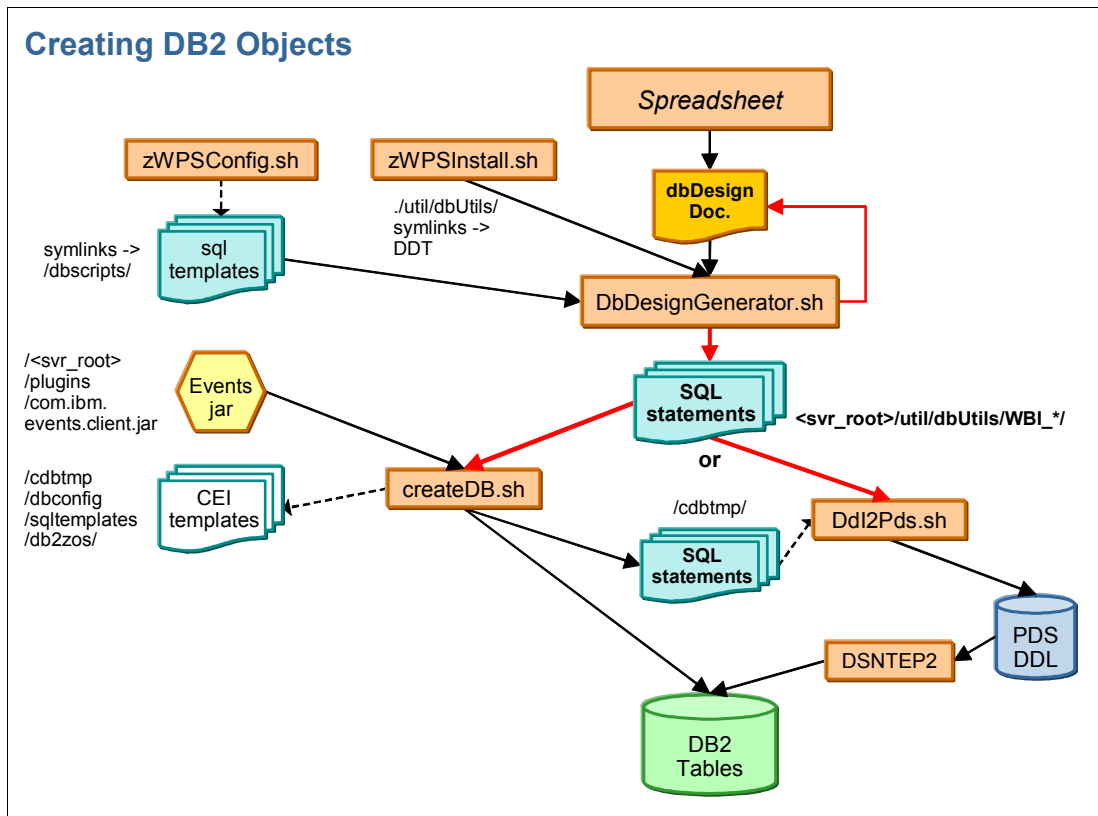 Creating DB2 Objects
Spreadsheet
zWPSConfig.sh
zWPSInstall.sh
dbDesign
Doc.
./util/dbUtils/
symlinks ->
DDT
symlinks ->
/dbscripts/
sql
templates
DbDesignGenerator.sh
/<svr_root>
/plugins
/com.ibm.
events.client.jar
Events
jar
SQL
statements
<svr_root>/util/dbUtils/WBI_*/
or
/cdbtmp
/dbconfig
/sqltemplates
/db2zos/
CEI
templates
createDB.sh
/cdbtmp/
SQL
statements
Ddl2Pds.sh
PDS
DDL
DSNTEP2
DB2
Tables